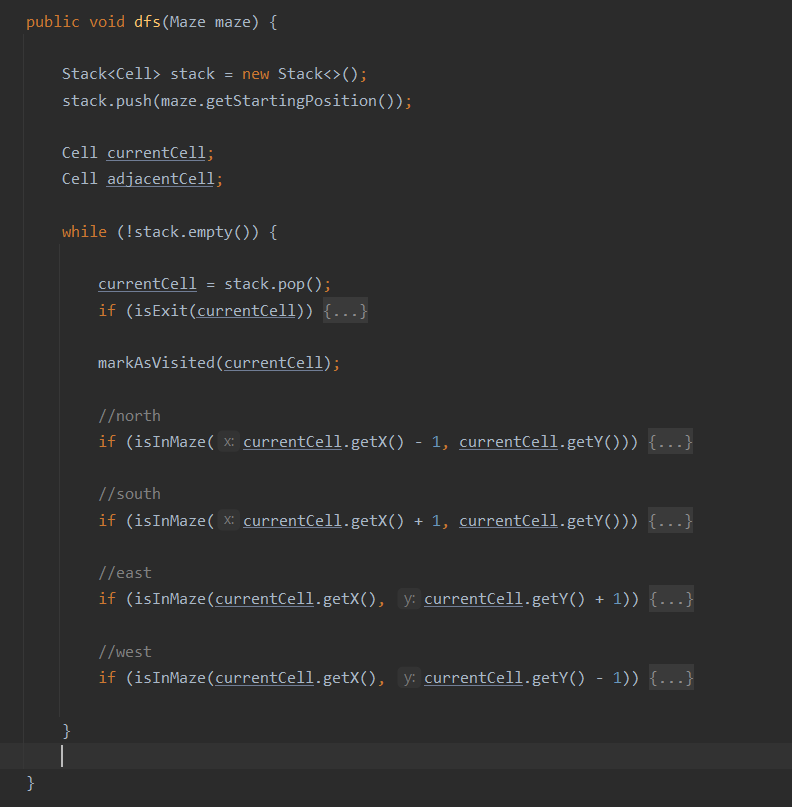 public void dfs(Maze maze) {
Stack<Cell> stack = new Stack<>();
stack.push(maze.getStartingPosition());
Cell currentCell;
Cell adjacentCell;
while (!stack.empty()) {
currentCell = stack.pop();
if (isExit(currentCell)) {...}
markAsVisited(currentCell);
//north
if (isInMaze( x: currentCell.getX() - 1, currentCell.getY())) {...}
//south
if (isInMaze( x: currentCell.getX() + 1, currentCell.getY())) {...}
//east
if (isInMaze(currentCell.getX(), y: currentCell.getY() + 1)) {...}
//west
if (isInMaze(currentCell.getX(), y: currentCell.getY() - 1)) {...}
}
}